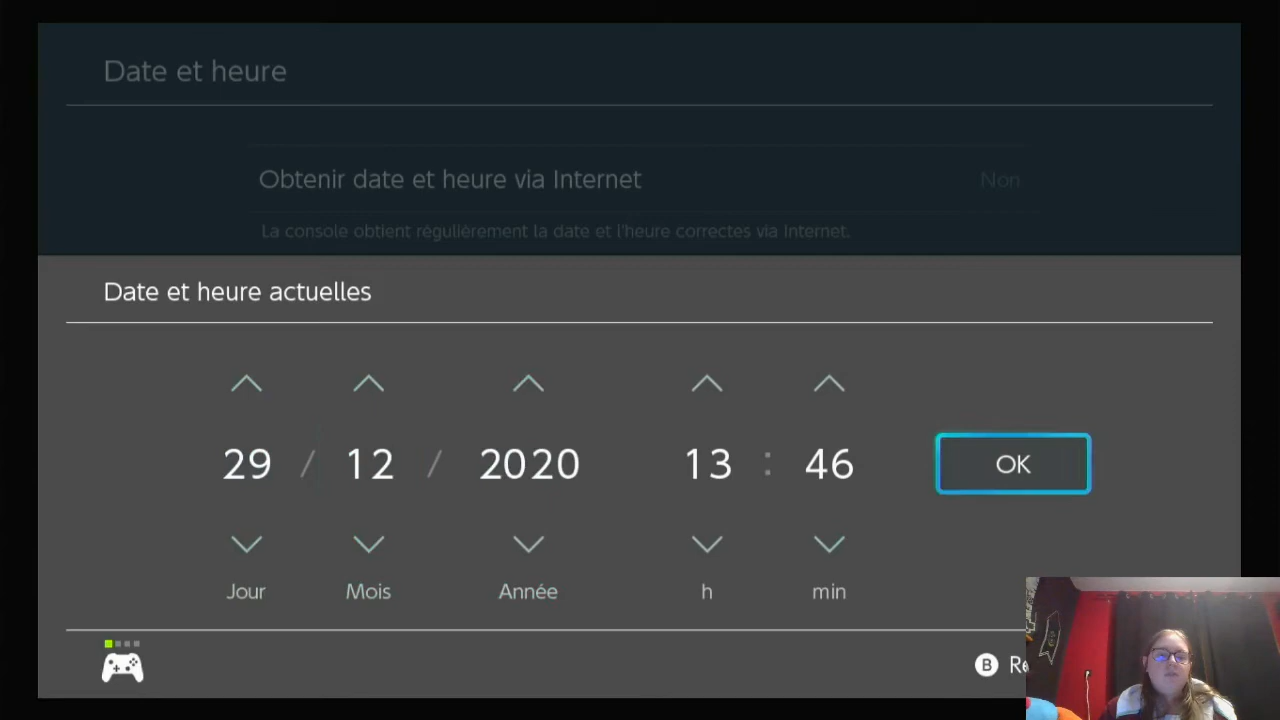 Date et heure
Obtenir date et heure via Internet Non
La console obtient régulièrement la date et l'heure correctes via Internet.
Date et heure actuelles
29 / 12 / 2020 13 : 46 OK
Jour Mois Année h min
B